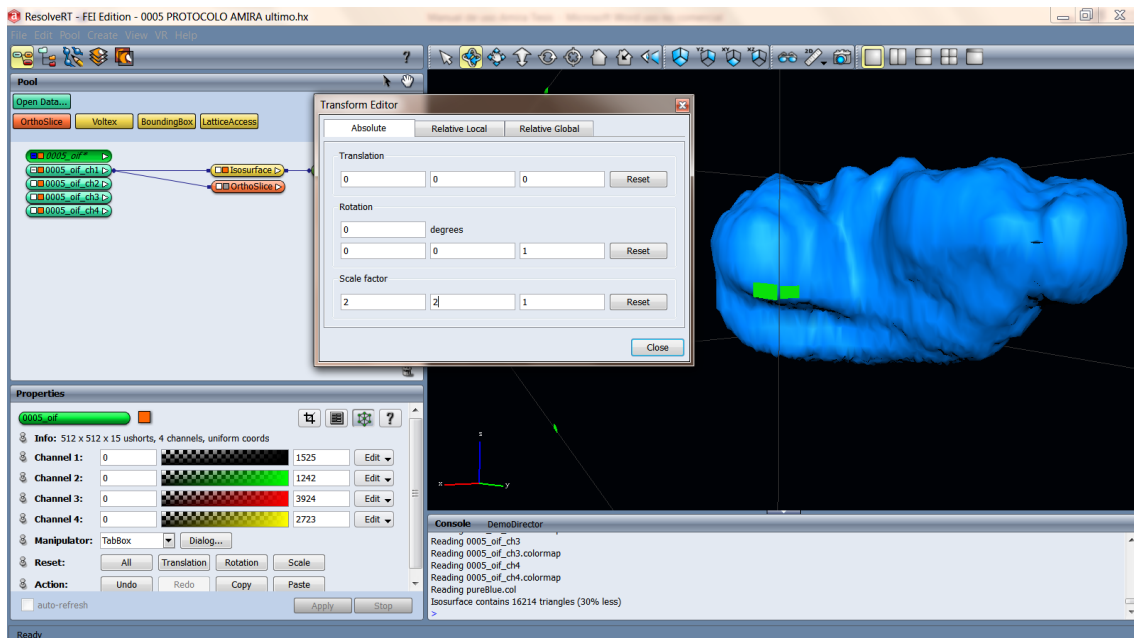 ResolveRT - FEI Edition - 0005 PROTOCOLO AMIRA ultimo.hx
File Edit Pool Create View VR Help
?
YZ XY XZ 2D
Pool
Open Data...
OrthoSlice Voltex BoundingBox LatticeAccess
0005_oif*
0005_oif_ch1 Isosurface
0005_oif_ch2 OrthoSlice
0005_oif_ch3
0005_oif_ch4
Transform Editor
Absolute Relative Local Relative Global
Translation
0 0 0 Reset
Rotation
0 degrees
0 0 1 Reset
Scale factor
2 2 1 Reset
Close
z
x y
Properties
0005_oif ?
Info: 512 x 512 x 15 ushorts, 4 channels, uniform coords
Channel 1: 0 1525 Edit
Channel 2: 0 1242 Edit
Channel 3: 0 3924 Edit
Channel 4: 0 2723 Edit
Manipulator: TabBox Dialog...
Reset: All Translation Rotation Scale
Action: Undo Redo Copy Paste
auto-refresh Apply Stop
Console DemoDirector
Reading 0005_oif_ch3
Reading 0005_oif_ch3.colormap
Reading 0005_oif_ch4
Reading 0005_oif_ch4.colormap
Reading pureBlue.col
Isosurface contains 16214 triangles (30% less)
>
Ready